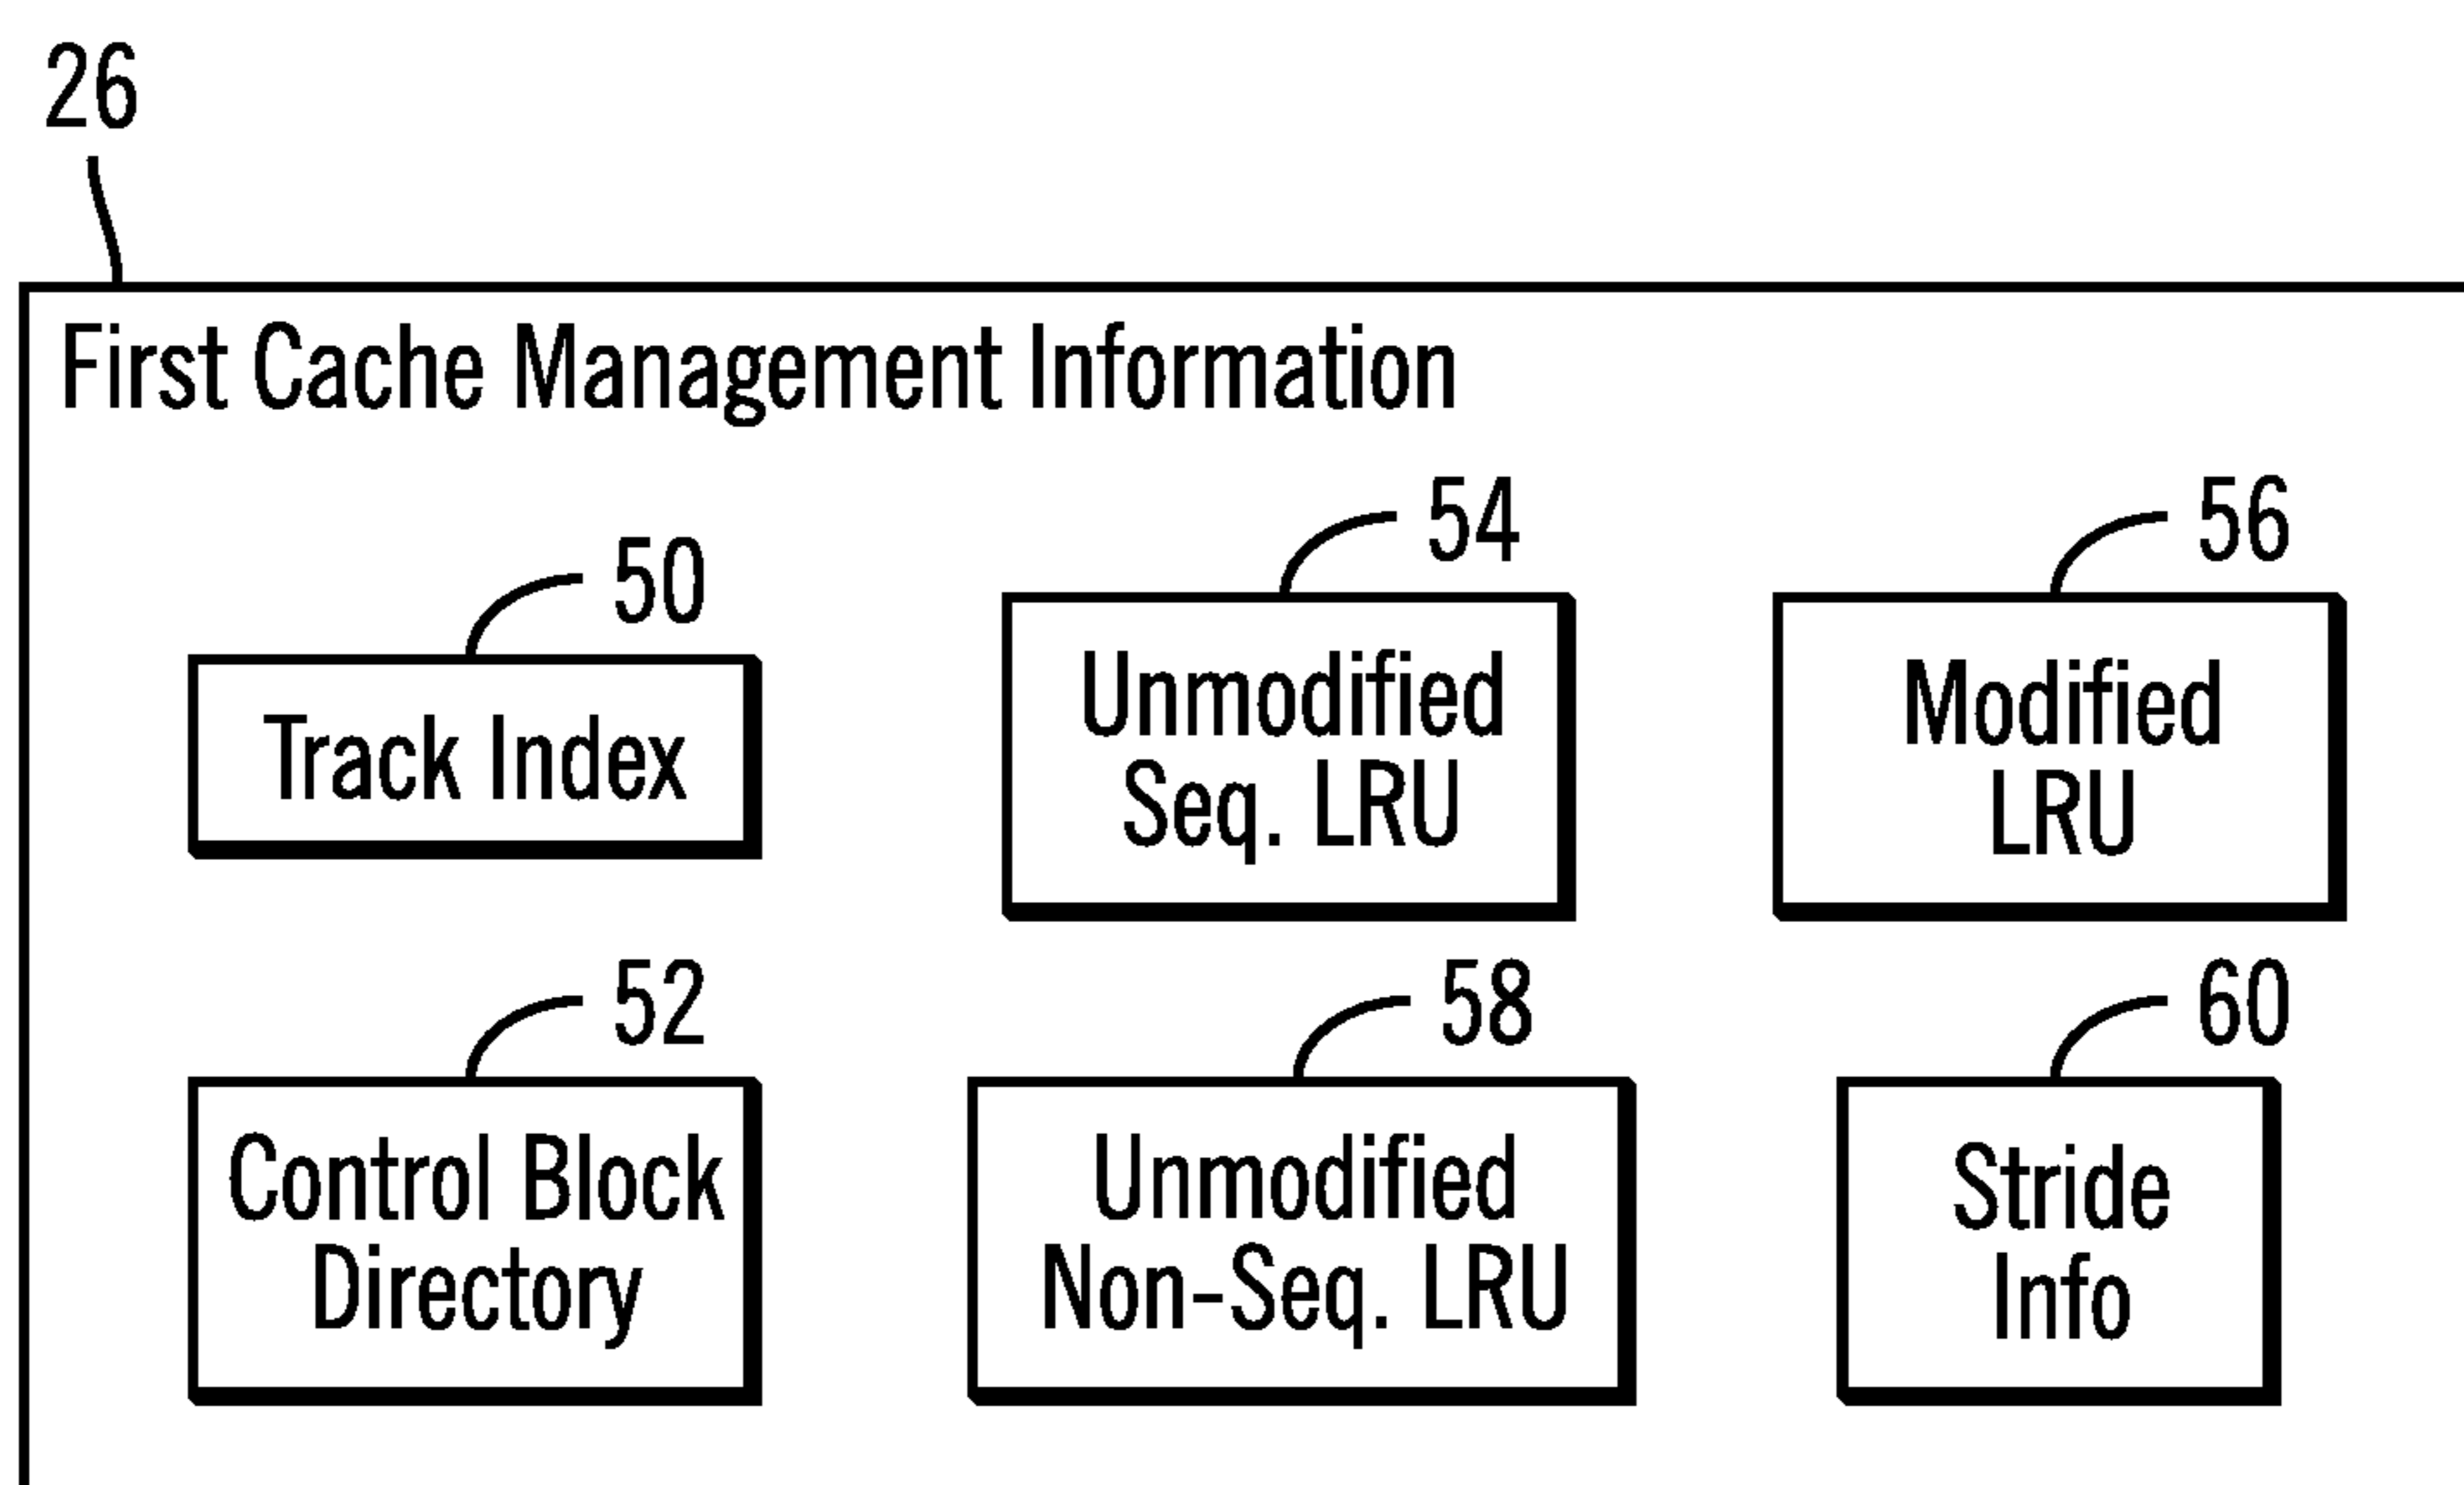 26
First Cache Management Information
50
Track Index
54
Unmodified
Seq. LRU
56
Modified
LRU
52
Control Block
Directory
58
Unmodified
Non-Seq. LRU
60
Stride
Info